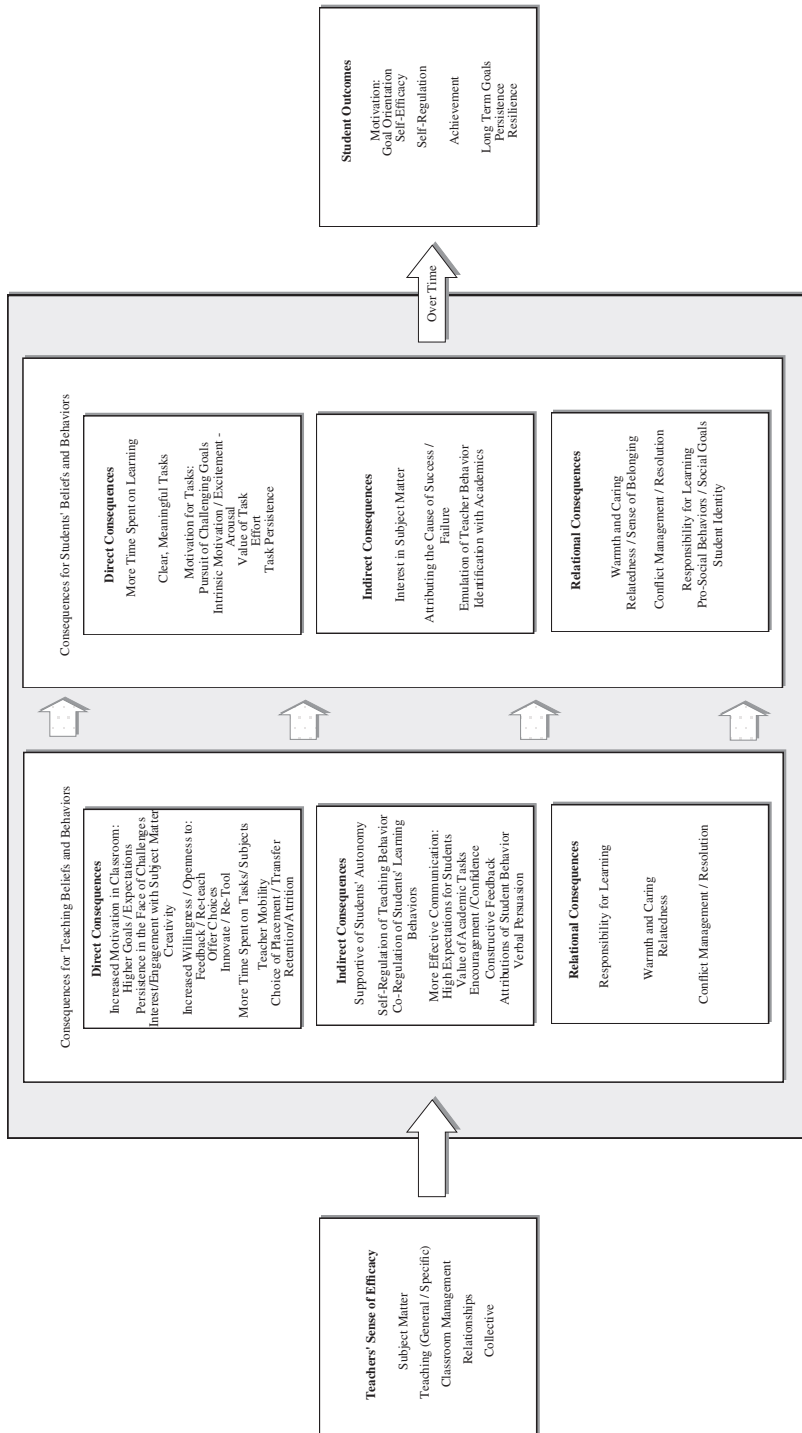 Teachers' Sense of Efficacy
Subject Matter
Teaching (General / Specific)
Classroom Management
Relationships
Collective
Consequences for Teaching Beliefs and Behaviors
Direct Consequences
Increased Motivation in Classroom:
Higher Goals / Expectations
Persistence in the Face of Challenges
Interest/Engagement with Subject Matter
Creativity
Increased Willingness / Openness to:
Feedback / Re-teach
Offer Choices
Innovate / Re-Tool
More Time Spent on Tasks/ Subjects
Teacher Mobility
Choice of Placement / Transfer
Retention/Attrition
Indirect Consequences
Supportive of Students' Autonomy
Self-Regulation of Teaching Behavior
Co-Regulation of Students' Learning
Behaviors
More Effective Communication:
High Expectations for Students
Value of Academic Tasks
Encouragement /Confidence
Constructive Feedback
Attributions of Student Behavior
Verbal Persuasion
Relational Consequences
Responsibility for Learning
Warmth and Caring
Relatedness
Conflict Management / Resolution
Consequences for Students' Beliefs and Behaviors
Direct Consequences
More Time Spent on Learning
Clear, Meaningful Tasks
Motivation for Tasks:
Pursuit of Challenging Goals
Intrinsic Motivation / Excitement -
Arousal
Value of Task
Effort
Task Persistence
Indirect Consequences
Interest in Subject Matter
Attributing the Cause of Success /
Failure
Emulation of Teacher Behavior
Identification with Academics
Relational Consequences
Warmth and Caring
Relatedness / Sense of Belonging
Conflict Management / Resolution
Responsibility for Learning
Pro-Social Behaviors / Social Goals
Student Identity
Over Time
Student Outcomes
Motivation:
Goal Orientation
Self-Efficacy
Self-Regulation
Achievement
Long Term Goals
Persistence
Resilience